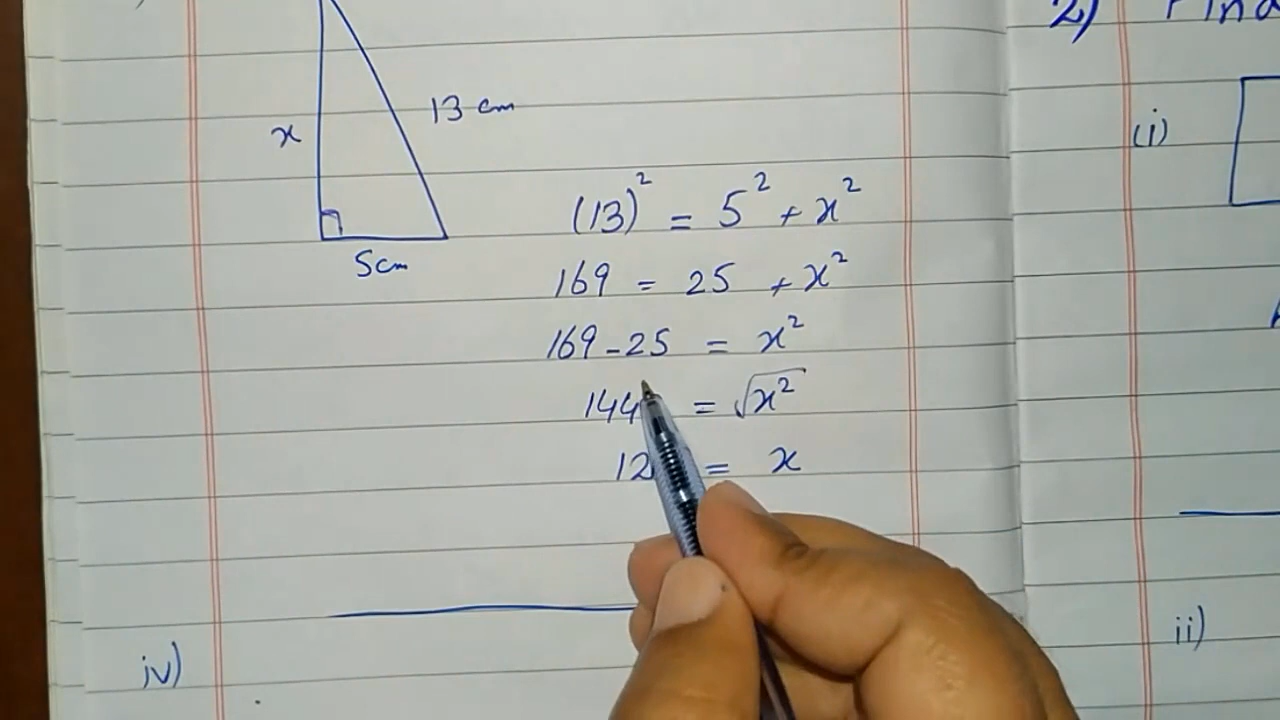 x
13 cm
5cm
(13)² = 5² + x²
169 = 25 + x²
169 - 25 = x²
144 = √x²
12 = x
iv)
2) Find
(i)
ii)